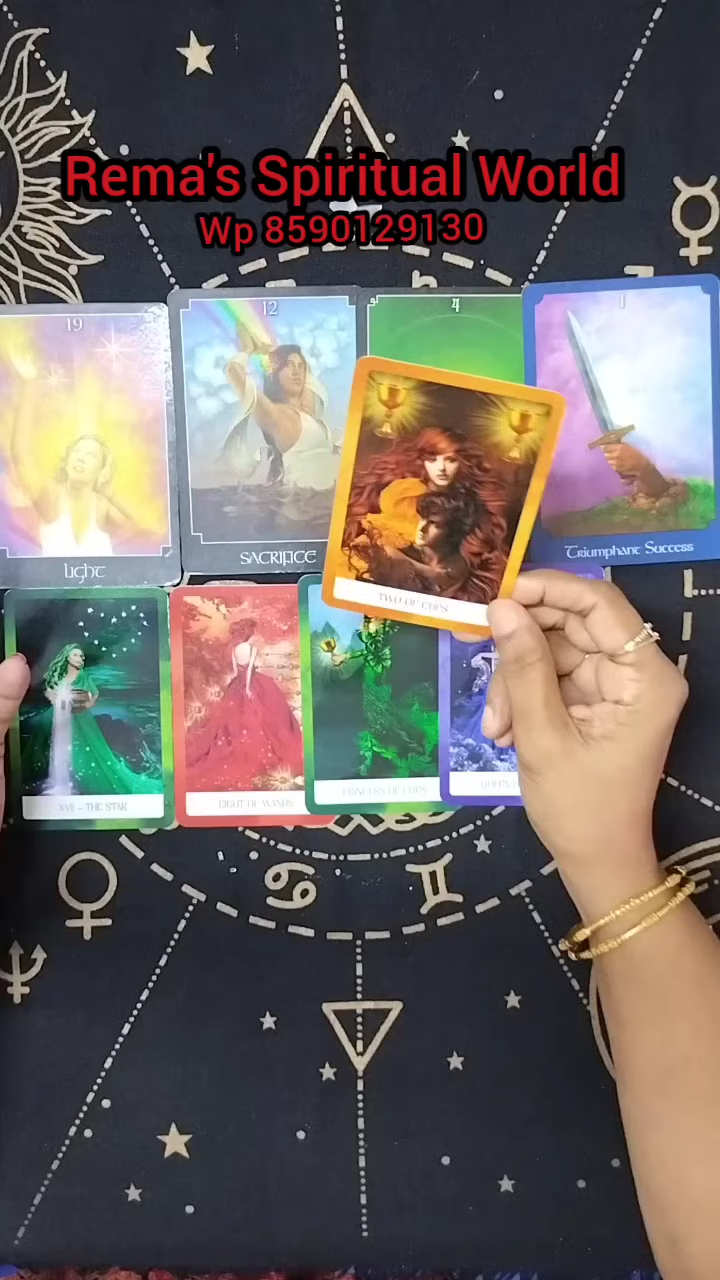 Rema's Spiritual World
Wp 8590129130
19
12
4
1
LIGHT
SACRIFICE
Triumphant Success
TWO OF CUPS
XVII - THE STAR
EIGHT OF WANDS
PRINCESS OF CUPS
QUEEN